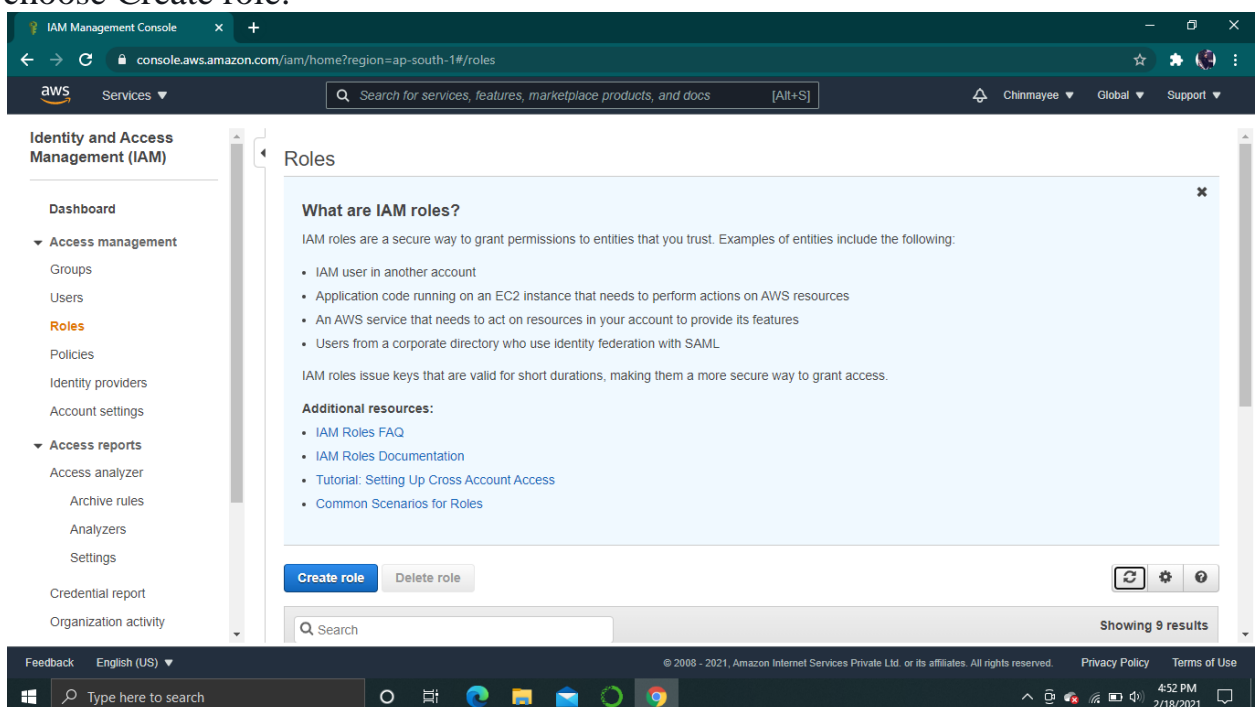 choose Create role.
IAM Management Console
console.aws.amazon.com/iam/home?region=ap-south-1#/roles
aws Services ▼ Search for services, features, marketplace products, and docs [Alt+S] Chinmayee ▼ Global ▼ Support ▼
Identity and Access
Management (IAM)
Dashboard
Access management
Groups
Users
Roles
Policies
Identity providers
Account settings
Access reports
Access analyzer
Archive rules
Analyzers
Settings
Credential report
Organization activity
Roles
What are IAM roles?
IAM roles are a secure way to grant permissions to entities that you trust. Examples of entities include the following:
• IAM user in another account
• Application code running on an EC2 instance that needs to perform actions on AWS resources
• An AWS service that needs to act on resources in your account to provide its features
• Users from a corporate directory who use identity federation with SAML
IAM roles issue keys that are valid for short durations, making them a more secure way to grant access.
Additional resources:
• IAM Roles FAQ
• IAM Roles Documentation
• Tutorial: Setting Up Cross Account Access
• Common Scenarios for Roles
Create role Delete role
Search Showing 9 results
Feedback English (US) ▼ © 2008 - 2021, Amazon Internet Services Private Ltd. or its affiliates. All rights reserved. Privacy Policy Terms of Use
Type here to search 4:52 PM
2/18/2021